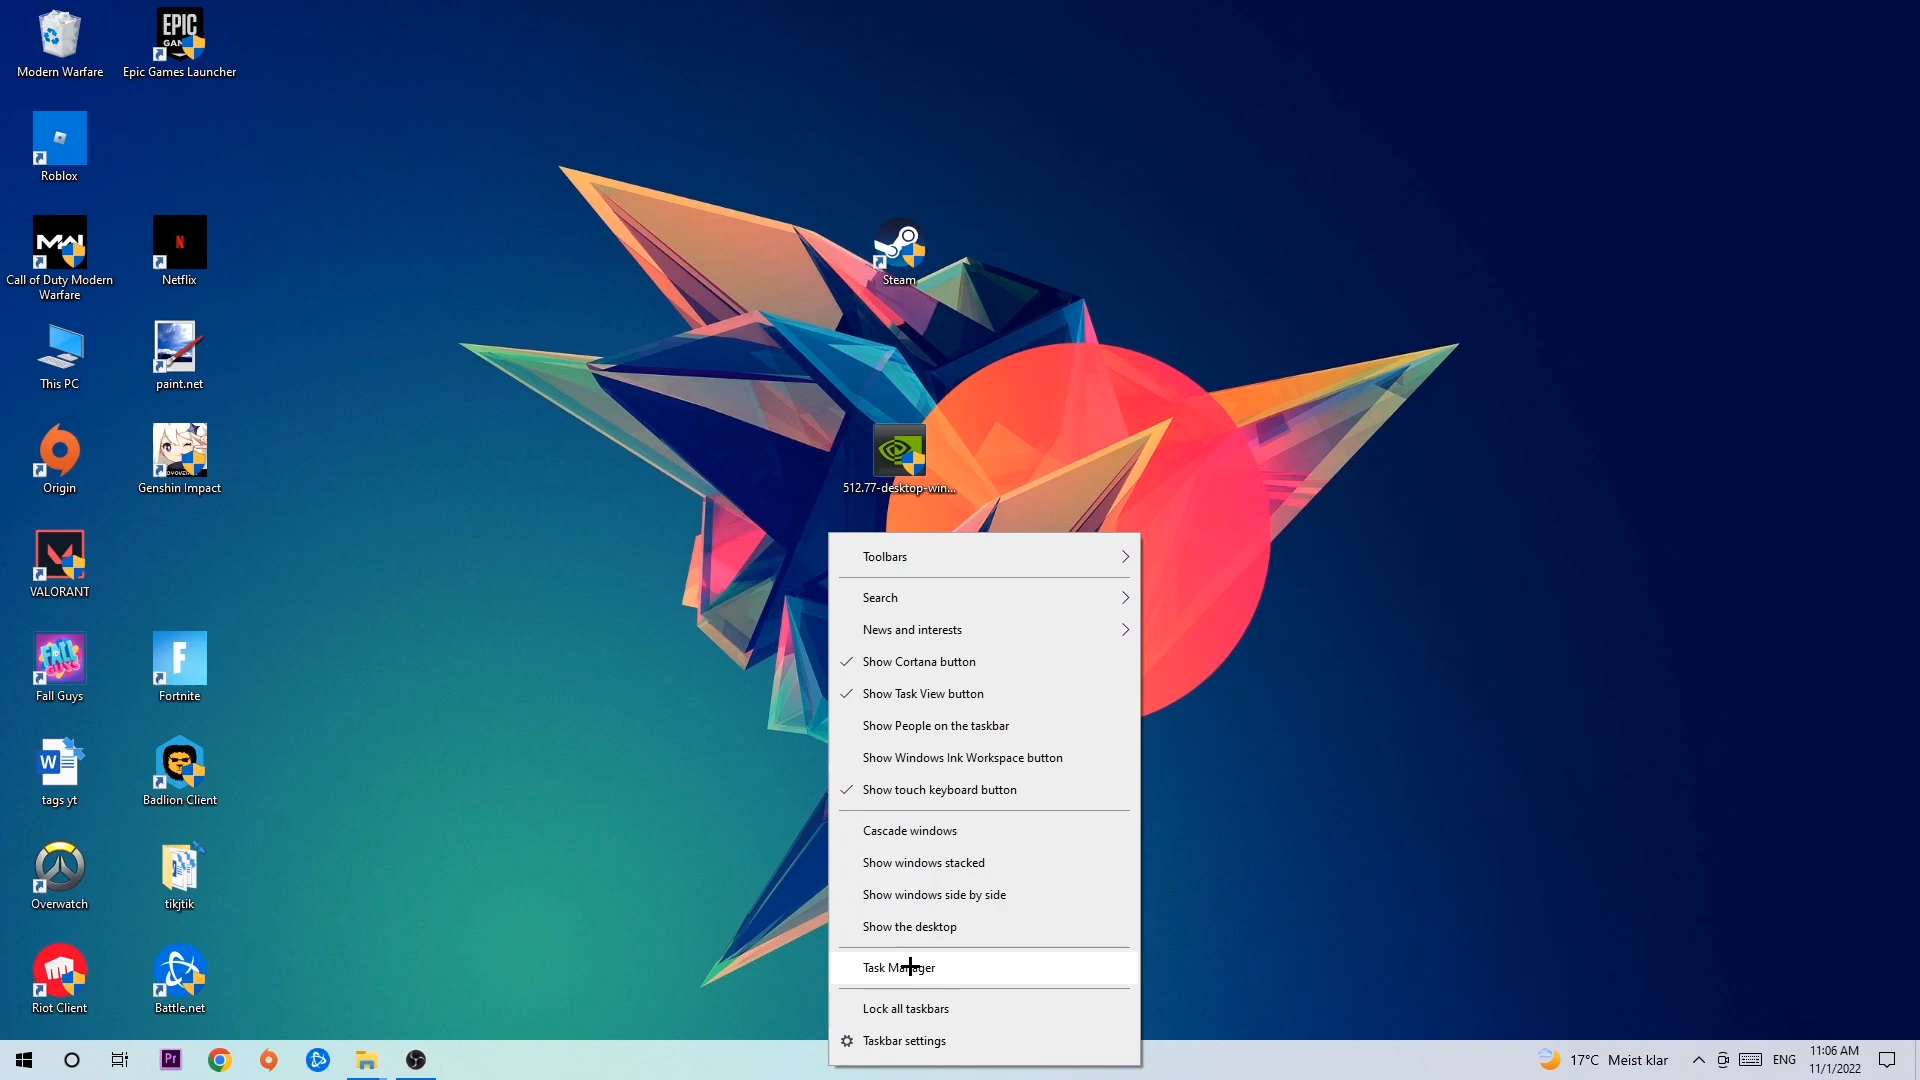 Modern Warfare
Epic Games Launcher
EPIC
GAMES
Roblox
Call of Duty Modern
Warfare
MW
Netflix
N
Steam
This PC
paint.net
Origin
Genshin Impact
512.77-desktop-win...
VALORANT
Fall Guys
FALL
GUYS
Fortnite
F
tags yt
W
Badlion Client
Overwatch
tikjtik
Riot Client
Battle.net
Toolbars
Search
News and interests
Show Cortana button
Show Task View button
Show People on the taskbar
Show Windows Ink Workspace button
Show touch keyboard button
Cascade windows
Show windows stacked
Show windows side by side
Show the desktop
Task Manager
Lock all taskbars
Taskbar settings
Pr
17°C Meist klar
ENG
11:06 AM
11/1/2022